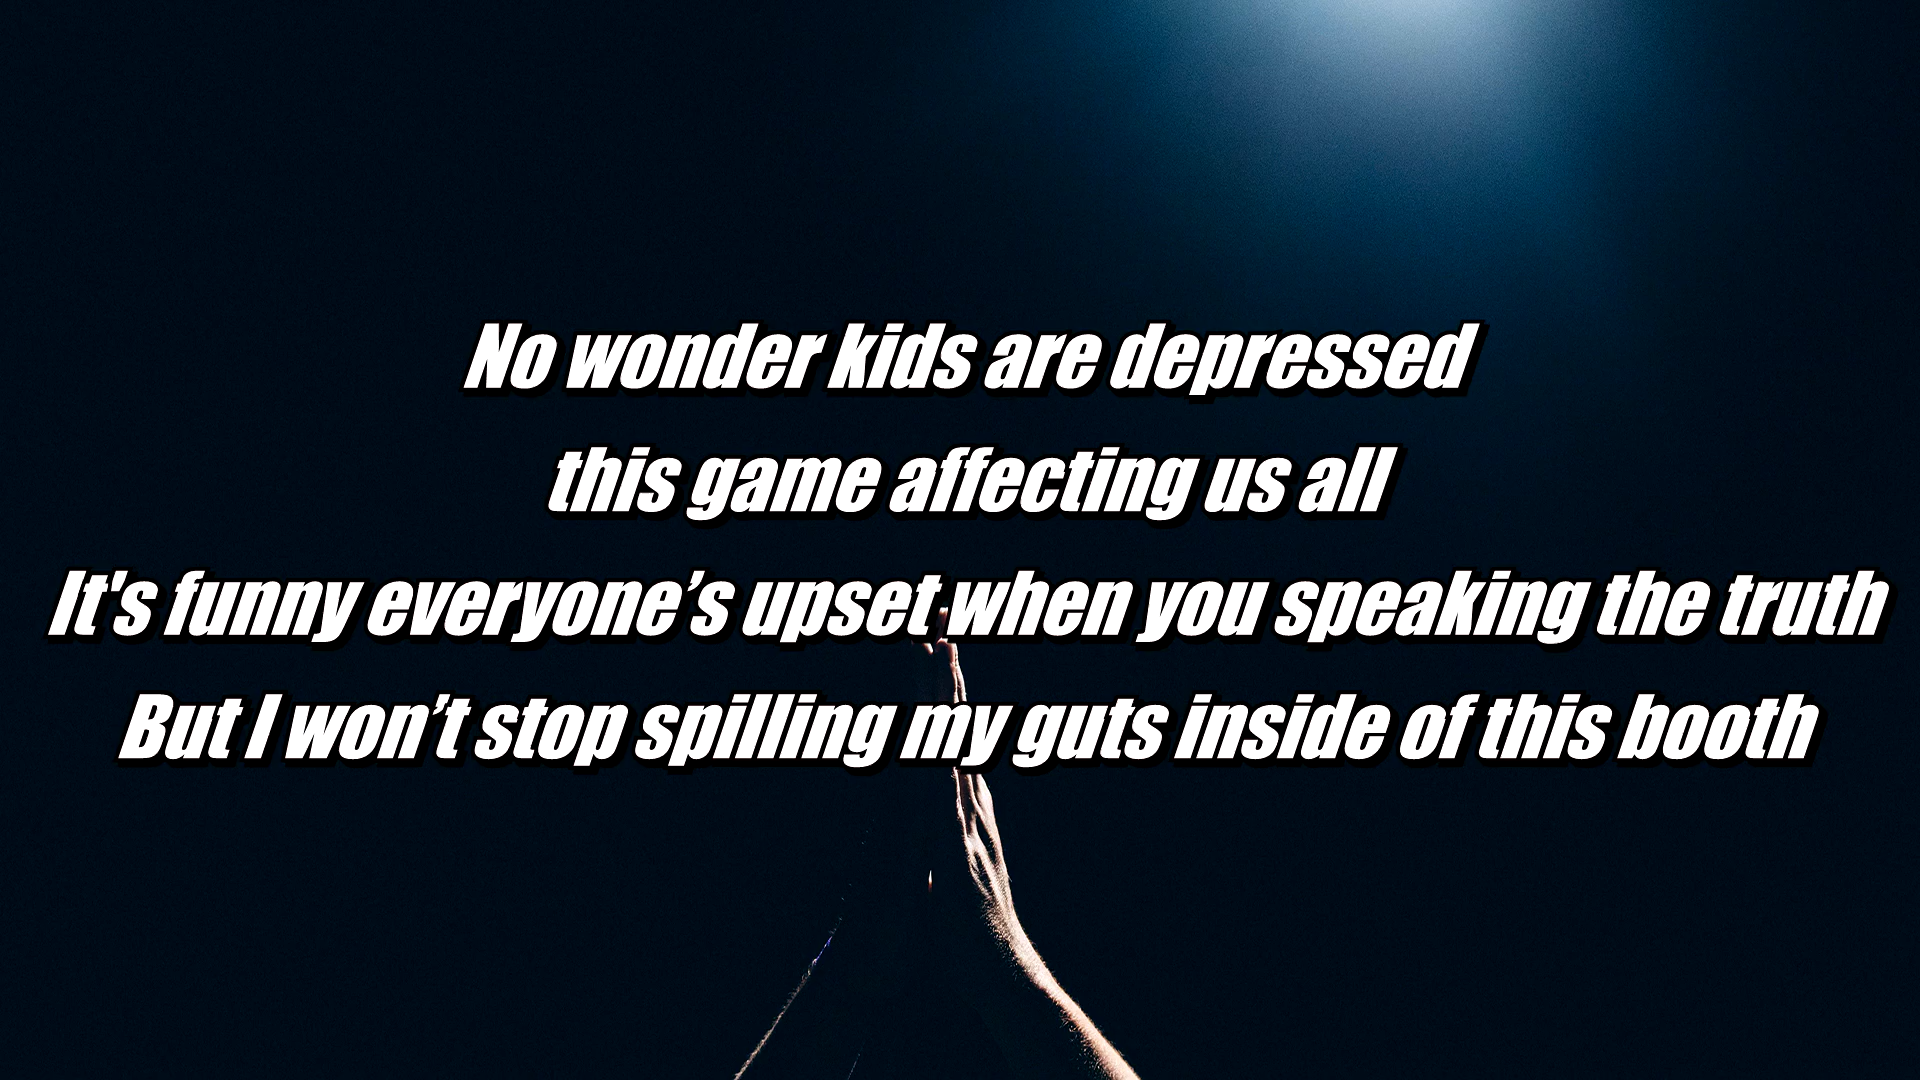 No wonder kids are depressed
this game affecting us all
It's funny everyone’s upset when you speaking the truth
But I won’t stop spilling my guts inside of this booth